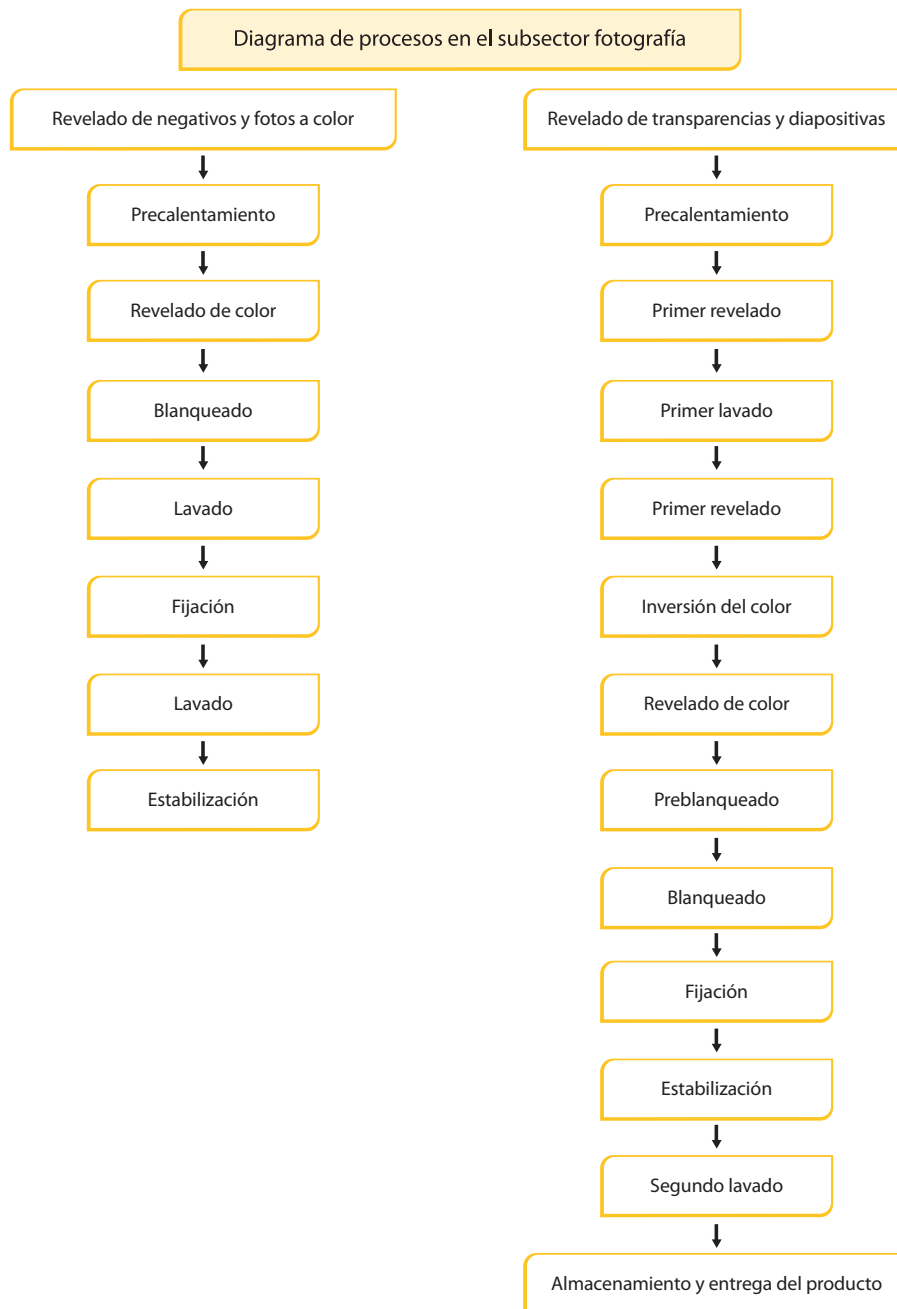 Diagrama de procesos en el subsector fotografía
Revelado de negativos y fotos a color
Precalentamiento
Revelado de color
Blanqueado
Lavado
Fijación
Lavado
Estabilización
Revelado de transparencias y diapositivas
Precalentamiento
Primer revelado
Primer lavado
Primer revelado
Inversión del color
Revelado de color
Preblanqueado
Blanqueado
Fijación
Estabilización
Segundo lavado
Almacenamiento y entrega del producto